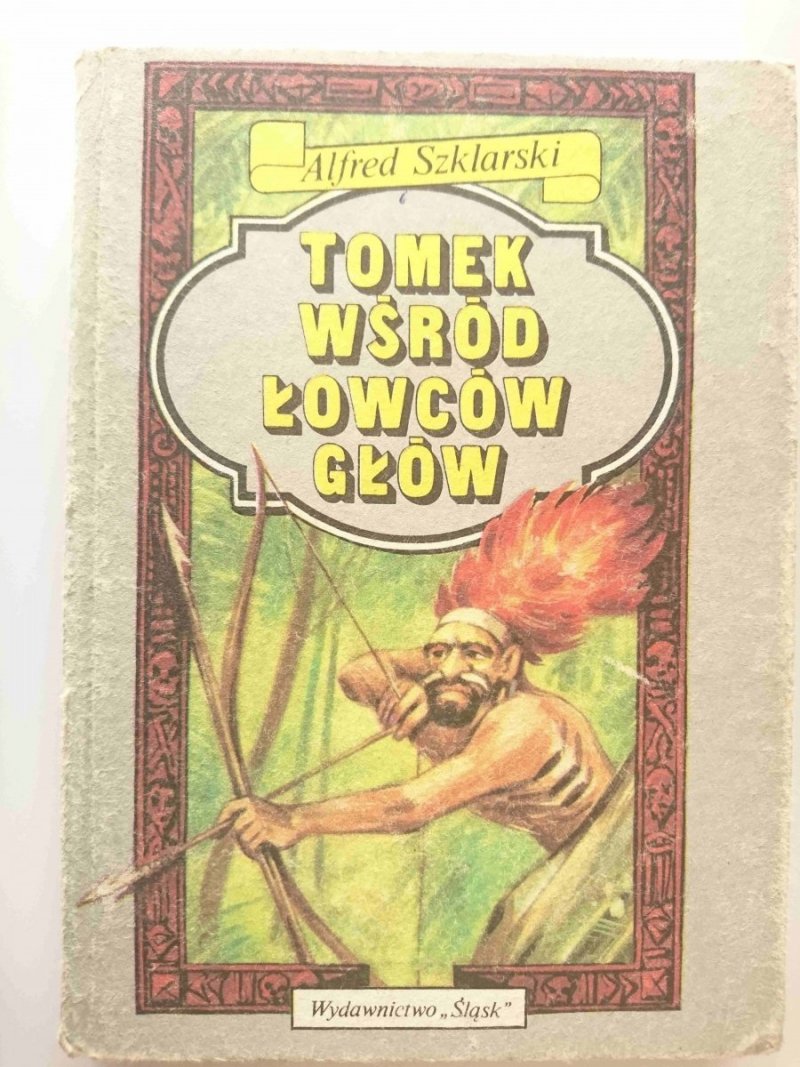 Alfred Szklarski
TOMEK
WŚRÓD
ŁOWCÓW
GŁÓW
Wydawnictwo „Śląsk”